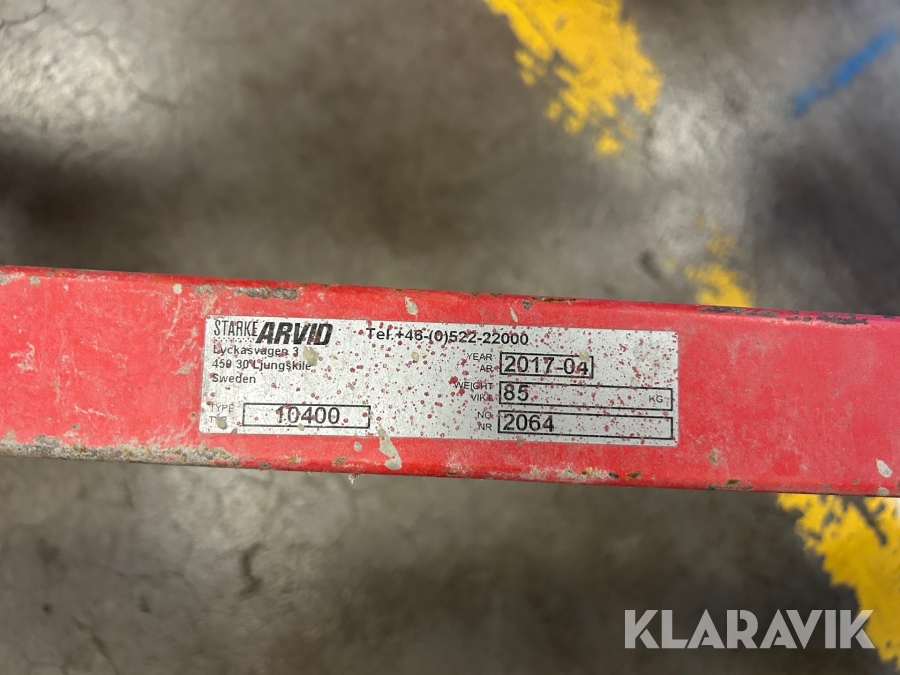 STARKE ARVID
Tel.+46-(0)522-22000
Lyckasvägen 3
459 30 Ljungskile
Sweden
YEAR
ÅR
2017-04
WEIGHT
VIKT
85 KG
TYPE
TYP
10400
NO
NR
2064
KLARAVIK